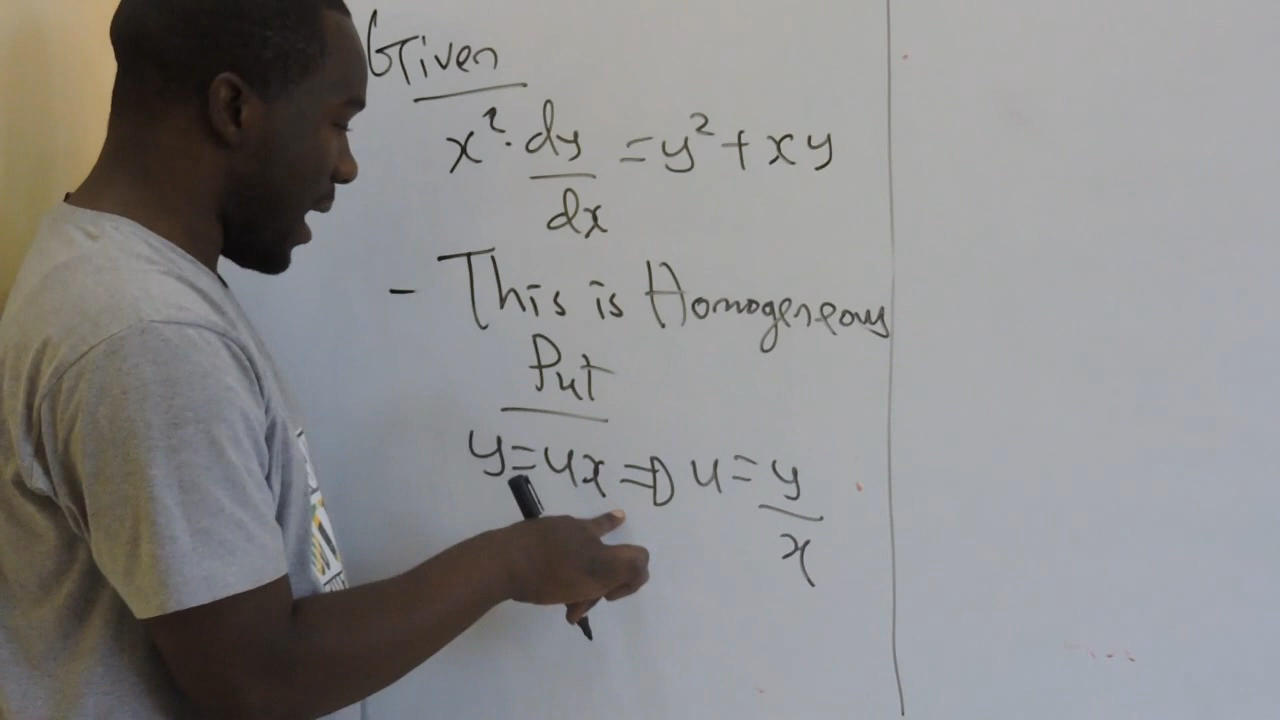 Given
x². dy/dx = y² + xy
- This is Homogeneous
Put
y = ux => u = y/x